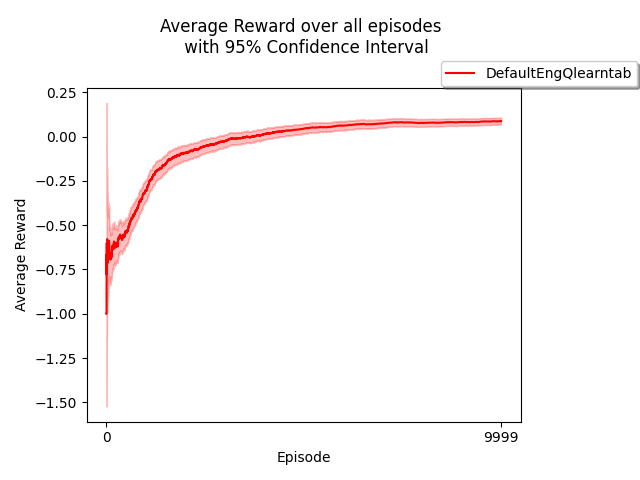 Average Reward over all episodes
with 95% Confidence Interval
DefaultEngQlearntab
0.25
0.00
−0.25
−0.50
−0.75
−1.00
−1.25
−1.50
Average Reward
0 9999
Episode